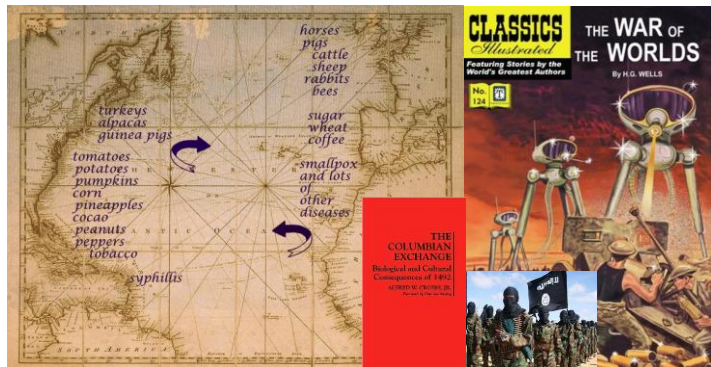 horses
pigs
cattle
sheep
rabbits
bees
sugar
wheat
coffee
smallpox
and lots
of
other
diseases
turkeys
alpacas
guinea pigs
tomatoes
potatoes
pumpkins
corn
pineapples
cocao
peanuts
peppers
tobacco
syphillis
SOUTH AMERICA
THE
COLUMBIAN
EXCHANGE
Biological and Cultural
Consequences of 1492
ALFRED W. CROSBY, JR.
CLASSICS
Illustrated
Featuring Stories by the
World's Greatest Authors
No.
124
THE WAR OF
THE WORLDS
By H.G. WELLS